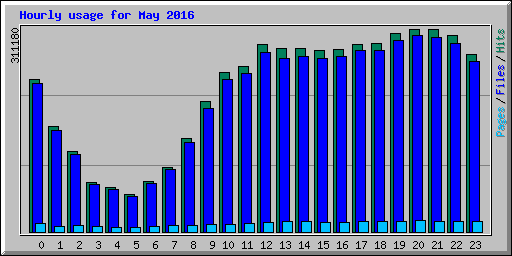 Hourly usage for May 2016
311180
Pages/Files/Hits
0 1 2 3 4 5 6 7 8 9 10 11 12 13 14 15 16 17 18 19 20 21 22 23